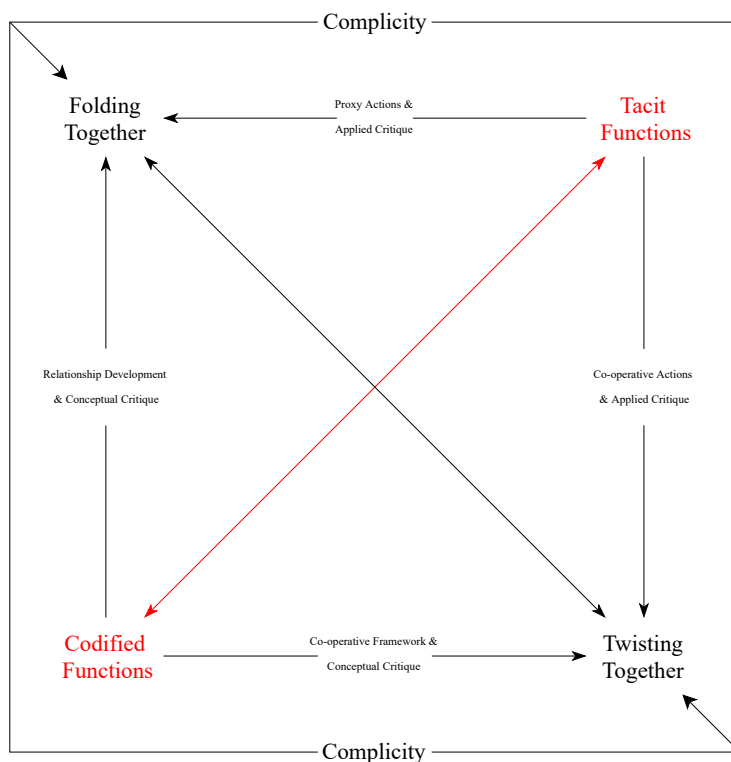 Complicity
Folding
Together
Proxy Actions &
Applied Critique
Tacit
Functions
Relationship Development
& Conceptual Critique
Co-operative Actions
& Applied Critique
Codified
Functions
Co-operative Framework &
Conceptual Critique
Twisting
Together
Complicity